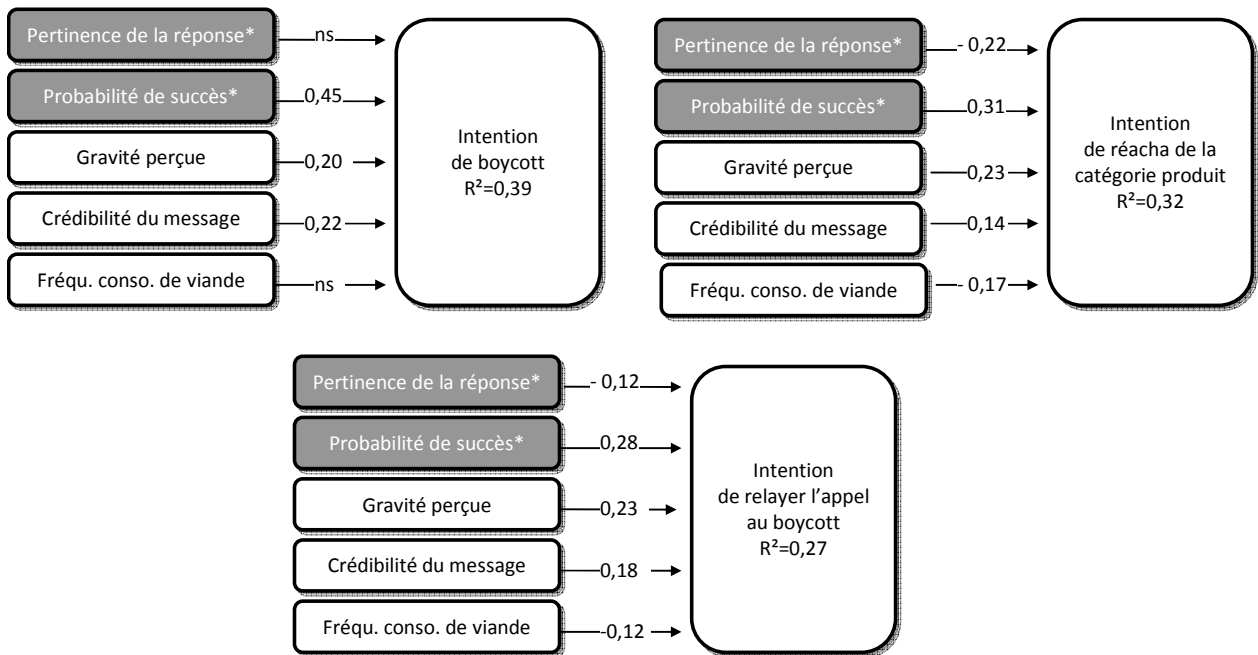 Pertinence de la réponse*
ns
Probabilité de succès*
0,45
Gravité perçue
0,20
Crédibilité du message
0,22
Fréqu. conso. de viande
ns
Intention
de boycott
R²=0,39
Pertinence de la réponse*
- 0,22
Probabilité de succès*
0,31
Gravité perçue
0,23
Crédibilité du message
0,14
Fréqu. conso. de viande
- 0,17
Intention
de réacha de la
catégorie produit
R²=0,32
Pertinence de la réponse*
- 0,12
Probabilité de succès*
0,28
Gravité perçue
0,23
Crédibilité du message
0,18
Fréqu. conso. de viande
-0,12
Intention
de relayer l’appel
au boycott
R²=0,27